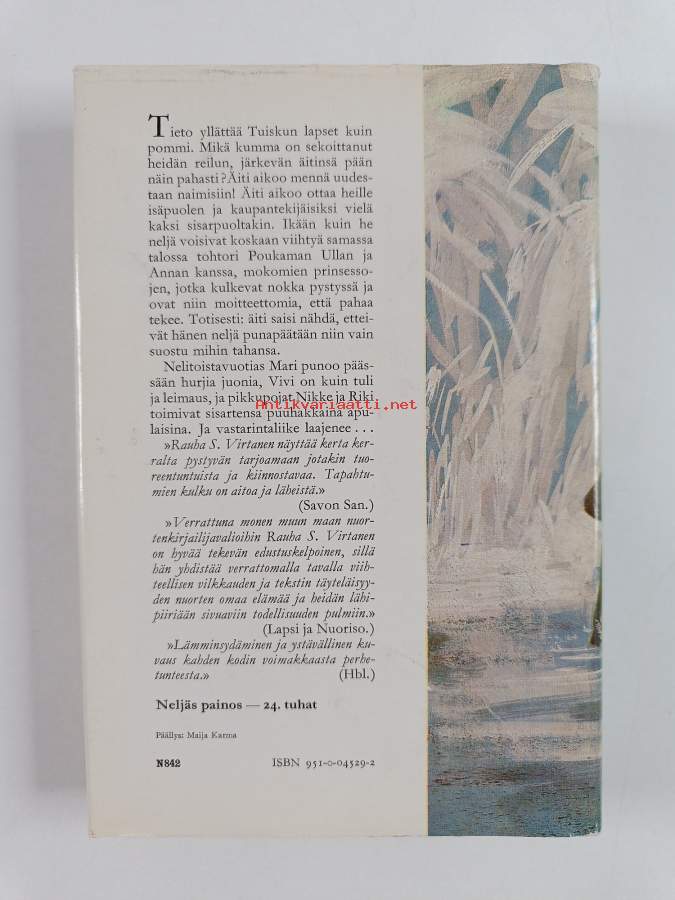 Tieto yllättää Tuiskun lapset kuin
pommi. Mikä kumma on sekoittanut
heidän reilun, järkevän äitinsä pään
näin pahasti? Äiti aikoo mennä uudes-
taan naimisiin! Äiti aikoo ottaa heille
isäpuolen ja kaupantekijäisiksi vielä
kaksi sisarpuoltakin. Ikään kuin he
neljä voisivat koskaan viihtyä samassa
talossa tohtori Poukaman Ullan ja
Annan kanssa, mokomien prinsesso-
jen, jotka kulkevat nokka pystyssä ja
ovat niin moitteettomia, että pahaa
tekee. Totisesti: äiti saisi nähdä, ettei-
vät hänen neljä punapäätään niin vain
suostu mihin tahansa.
Nelitoistavuotias Mari punoo pääs-
sään hurjia juonia, Vivi on kuin tuli
ja leimaus, ja pikkupojat Nikke ja Riki
Antikvariaatti.net
toimivat sisartensa puuhakkaina apu-
laisina. Ja vastarintaliike laajenee . . .
»Rauha S. Virtanen näyttää kerta ker-
ralta pystyvän tarjoamaan jotakin tuo-
reentuntuista ja kiinnostavaa. Tapahtu-
mien kulku on aitoa ja läheistä.»
(Savon San.)
»Verrattuna monen muun maan nuor-
tenkirjailijavalioihin Rauha S. Virtanen
on hyvää tekevän edustuskelpoinen, sillä
hän yhdistää verrattomalla tavalla viih-
teellisen vilkkauden ja tekstin täyteläisyy-
den nuorten omaa elämää ja heidän lähi-
piiriään sivuaviin todellisuuden pulmiin.»
(Lapsi ja Nuoriso.)
»Lämminsydäminen ja ystävällinen ku-
vaus kahden kodin voimakkaasta perhe-
tunteesta.» (Hbl.)
Neljäs painos — 24. tuhat
Päällys: Maija Karma
N842 ISBN 951-0-04529-2